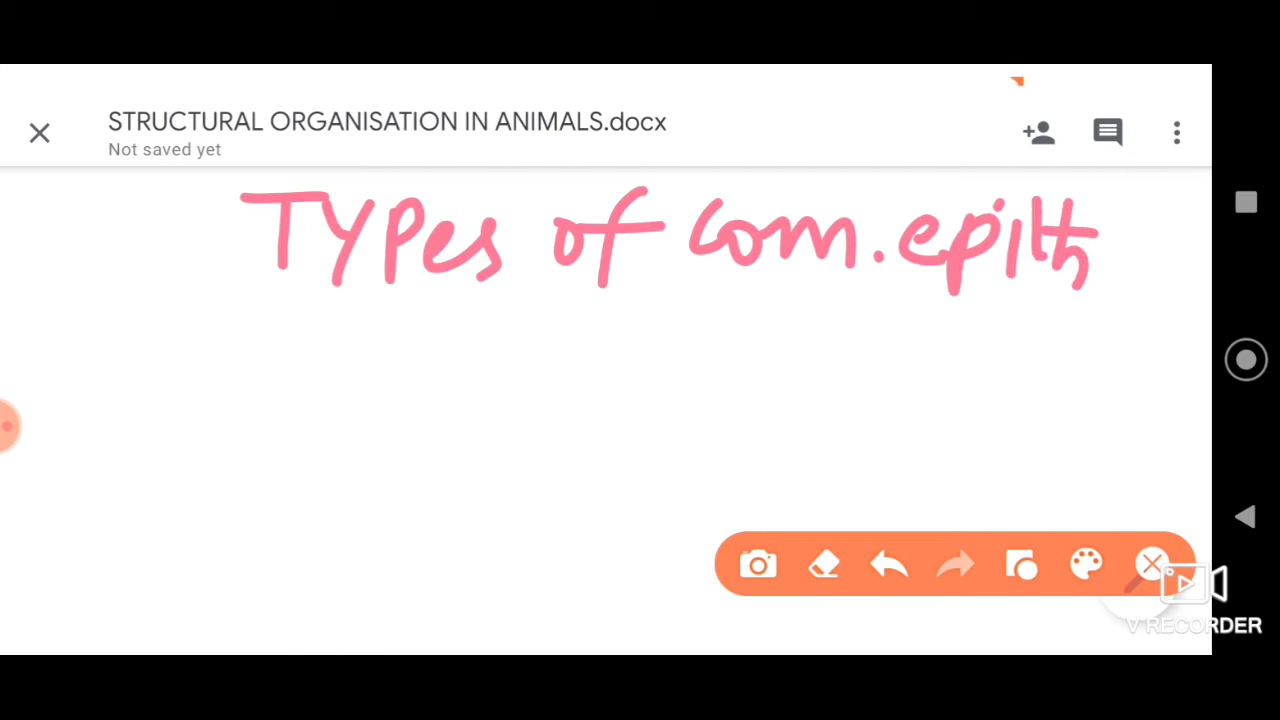 STRUCTURAL ORGANISATION IN ANIMALS.docx
Not saved yet
Types of com.epith
V RECORDER